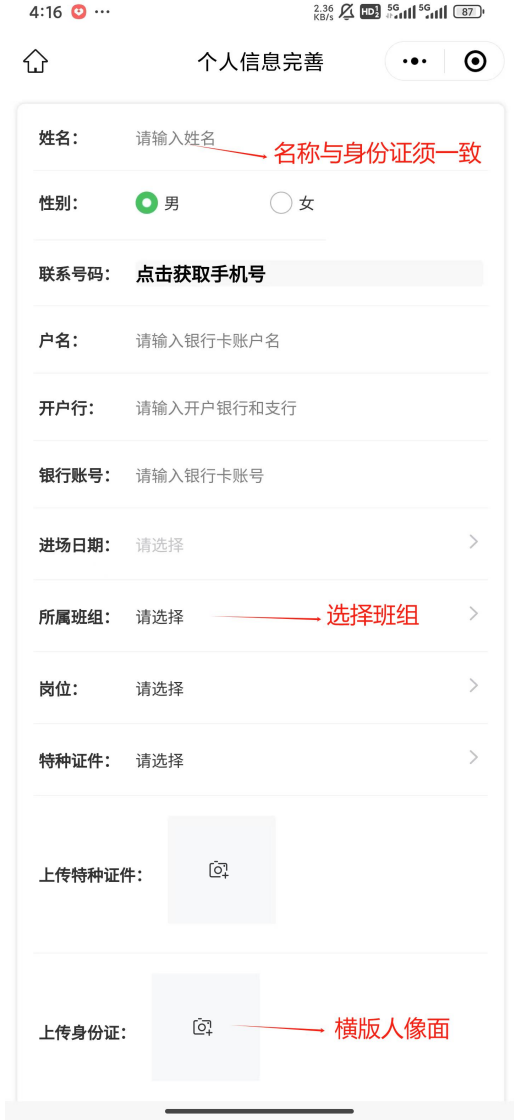 4:16 ··· 2.36 KB/s HD 5G 5G 87
个人信息完善
姓名： 请输入姓名 名称与身份证须一致
性别： 男 女
联系号码： 点击获取手机号
户名： 请输入银行卡账户名
开户行： 请输入开户银行和支行
银行账号： 请输入银行卡账号
进场日期： 请选择
所属班组： 请选择 选择班组
岗位： 请选择
特种证件： 请选择
上传特种证件：
上传身份证： 横版人像面